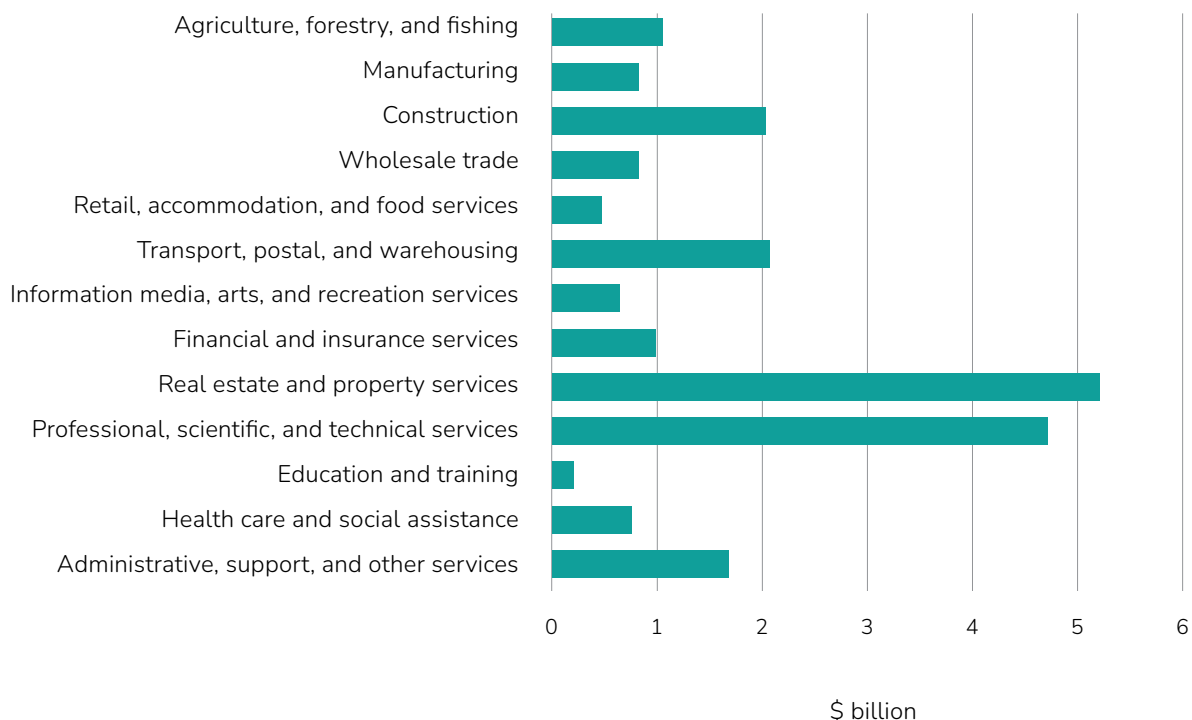 Agriculture, forestry, and fishing
Manufacturing
Construction
Wholesale trade
Retail, accommodation, and food services
Transport, postal, and warehousing
Information media, arts, and recreation services
Financial and insurance services
Real estate and property services
Professional, scientific, and technical services
Education and training
Health care and social assistance
Administrative, support, and other services
0 1 2 3 4 5 6
$ billion